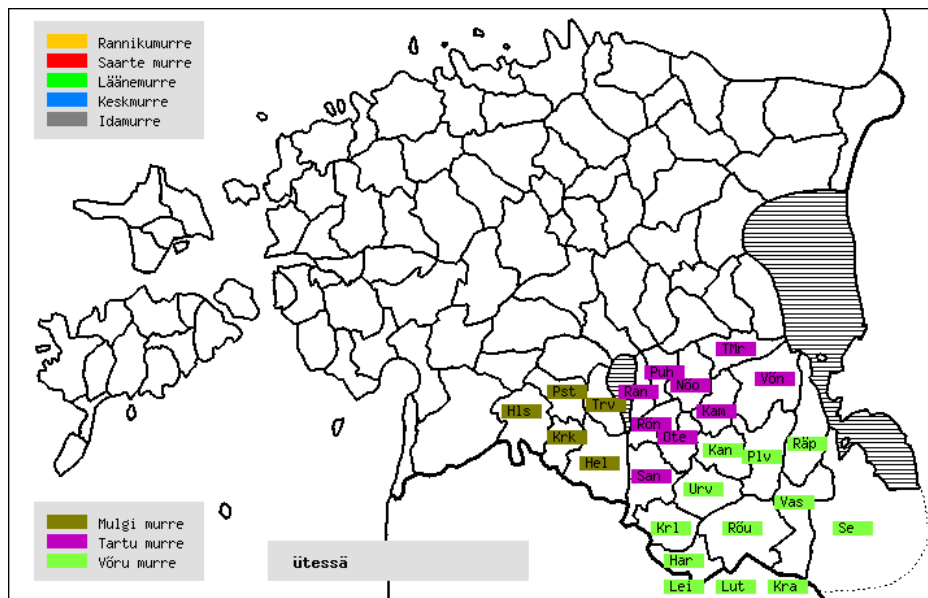 Rannikumurre
Saarte murre
Läänemurre
Keskmurre
Idamurre
TMr
Puh
Nõo
Võn
Pst
Ran
Hls
Trv
Kam
Krk
Rõn
Ote
Kan
Plv
Räp
Hel
San
Urv
Vas
Krl
Rõu
Se
Har
Lei
Lut
Kra
Mulgi murre
Tartu murre
Võru murre
ütessä